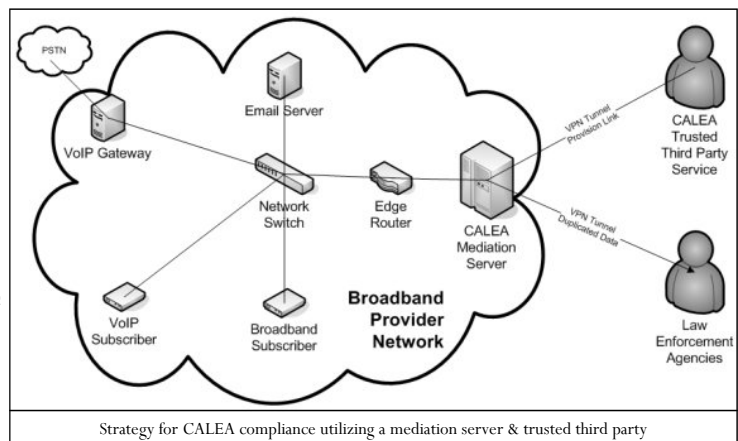 PSTN
VoIP Gateway
Email Server
Network
Switch
Edge
Router
CALEA
Mediation
Server
VPN Tunnel
Provision Link
CALEA
Trusted
Third Party
Service
VPN Tunnel
Duplicated Data
Law
Enforcement
Agencies
VoIP
Subscriber
Broadband
Subscriber
Broadband
Provider
Network
Strategy for CALEA compliance utilizing a mediation server & trusted third party